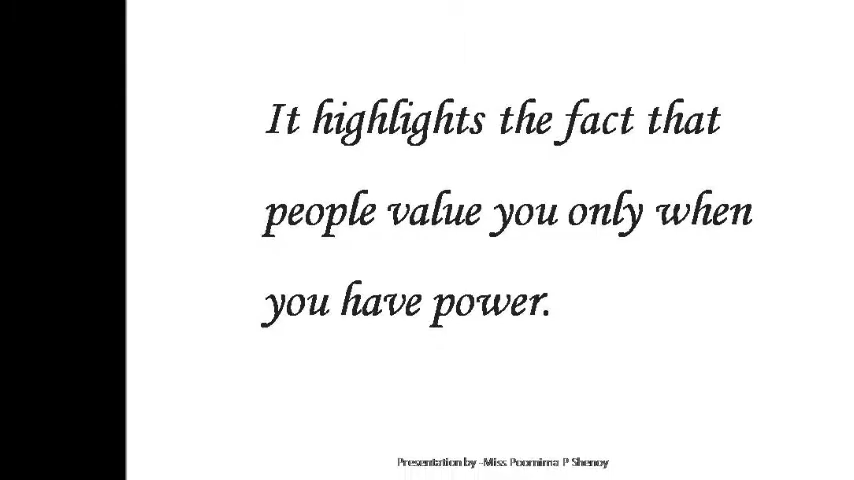 It highlights the fact that
people value you only when
you have power.
Presentation by -Miss Poornima P Shenoy